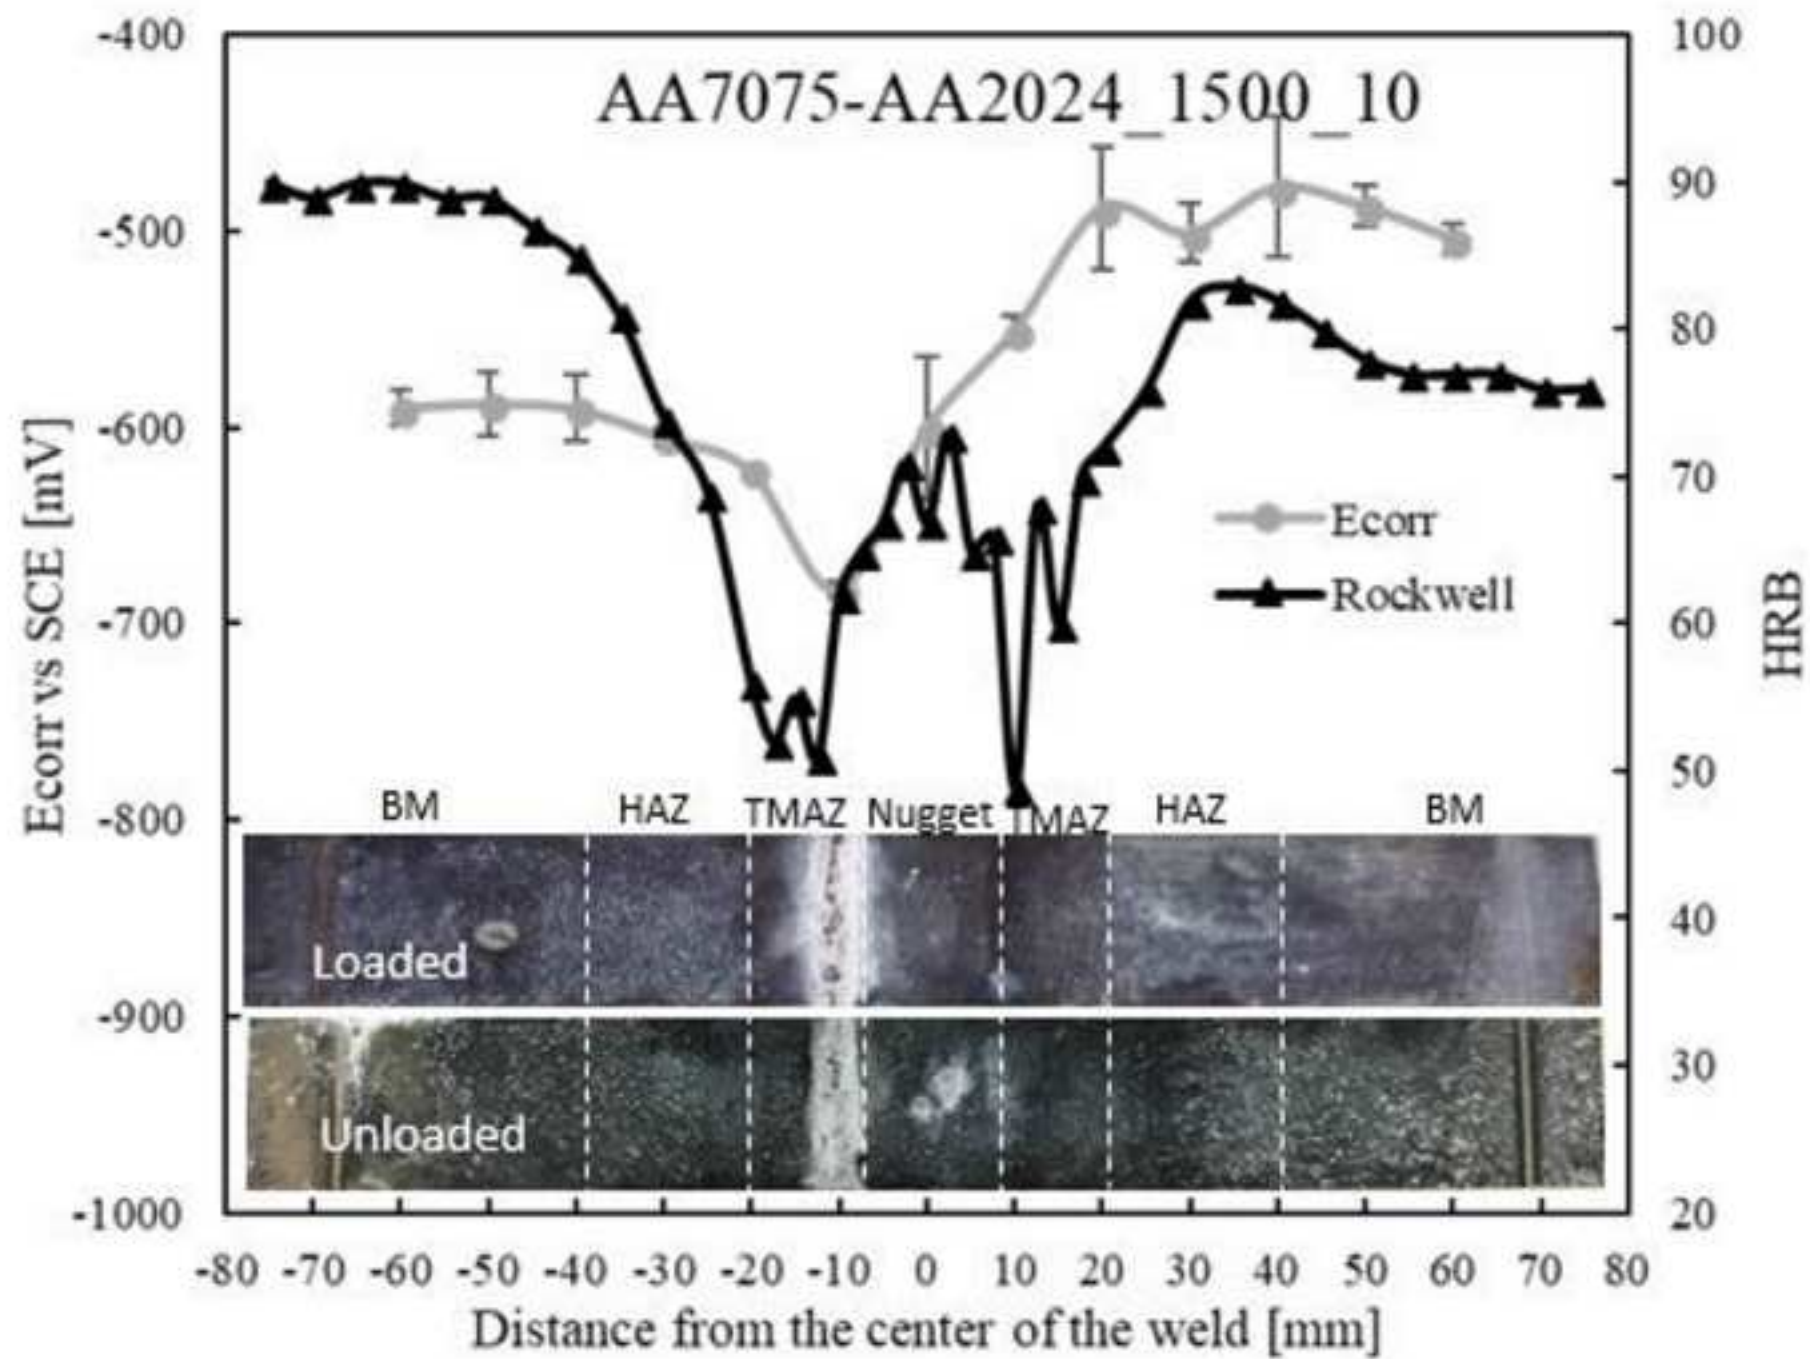 AA7075-AA2024_1500_10
-400
-500
-600
-700
-800
-900
-1000
Ecorr vs SCE [mV]
100
90
80
70
60
50
40
30
20
HRB
Ecorr
Rockwell
BM HAZ TMAZ Nugget TMAZ HAZ BM
Loaded
Unloaded
-80 -70 -60 -50 -40 -30 -20 -10 0 10 20 30 40 50 60 70 80
Distance from the center of the weld [mm]